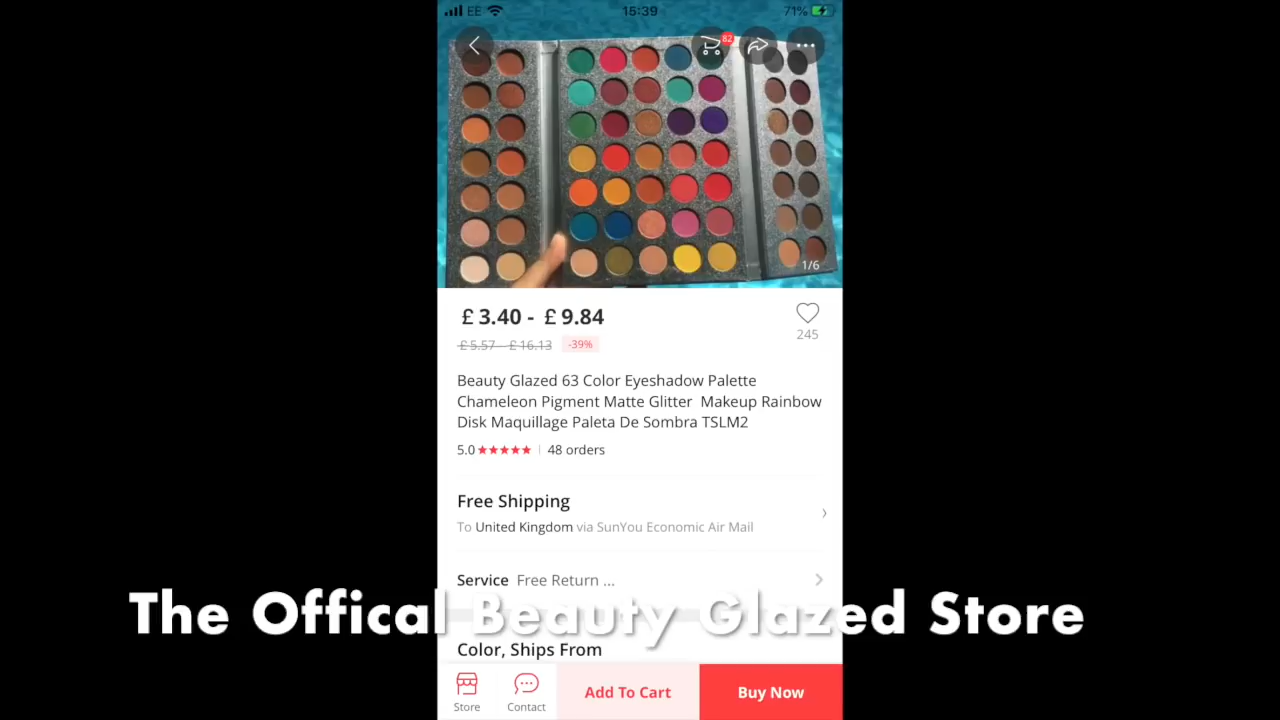 EE 15:39 71%
82
1/6
£ 3.40 - £ 9.84
245
£ 5.57 - £ 16.13 -39%
Beauty Glazed 63 Color Eyeshadow Palette
Chameleon Pigment Matte Glitter Makeup Rainbow
Disk Maquillage Paleta De Sombra TSLM2
5.0 ★★★★★ | 48 orders
Free Shipping
To United Kingdom via SunYou Economic Air Mail
Service Free Return ...
The Offical Beauty Glazed Store
Color, Ships From
Store Contact Add To Cart Buy Now